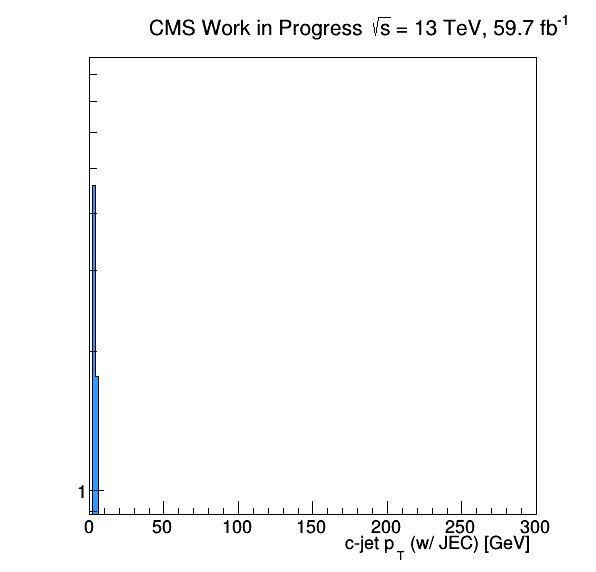 CMS Work in Progress √s = 13 TeV, 59.7 fb⁻¹
1
0 50 100 150 200 250 300
c-jet p_T (w/ JEC) [GeV]